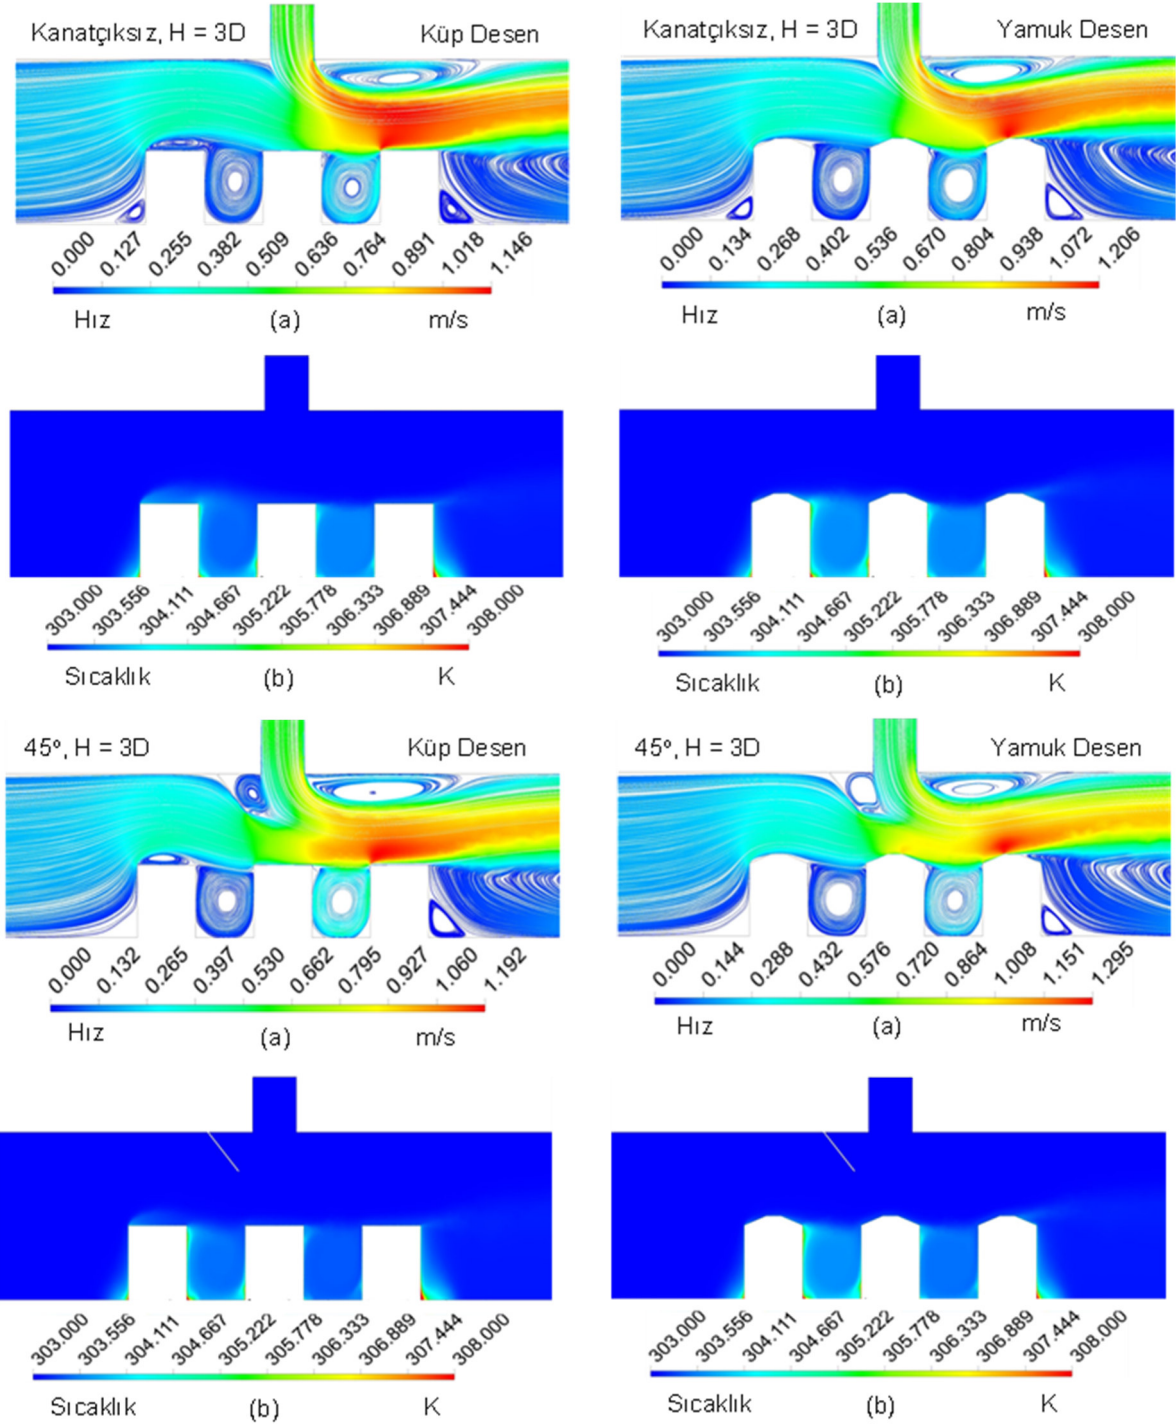 Kanatçıksız, H = 3D
Küp Desen
0.000 0.127 0.255 0.382 0.509 0.636 0.764 0.891 1.018 1.146
Hız (a) m/s
Kanatçıksız, H = 3D
Yamuk Desen
0.000 0.134 0.268 0.402 0.536 0.670 0.804 0.938 1.072 1.206
Hız (a) m/s
303.000 303.556 304.111 304.667 305.222 305.778 306.333 306.889 307.444 308.000
Sıcaklık (b) K
303.000 303.556 304.111 304.667 305.222 305.778 306.333 306.889 307.444 308.000
Sıcaklık (b) K
45º, H = 3D
Küp Desen
0.000 0.132 0.265 0.397 0.530 0.662 0.795 0.927 1.060 1.192
Hız (a) m/s
45º, H = 3D
Yamuk Desen
0.000 0.144 0.288 0.432 0.576 0.720 0.864 1.008 1.151 1.295
Hız (a) m/s
303.000 303.556 304.111 304.667 305.222 305.778 306.333 306.889 307.444 308.000
Sıcaklık (b) K
303.000 303.556 304.111 304.667 305.222 305.778 306.333 306.889 307.444 308.000
Sıcaklık (b) K